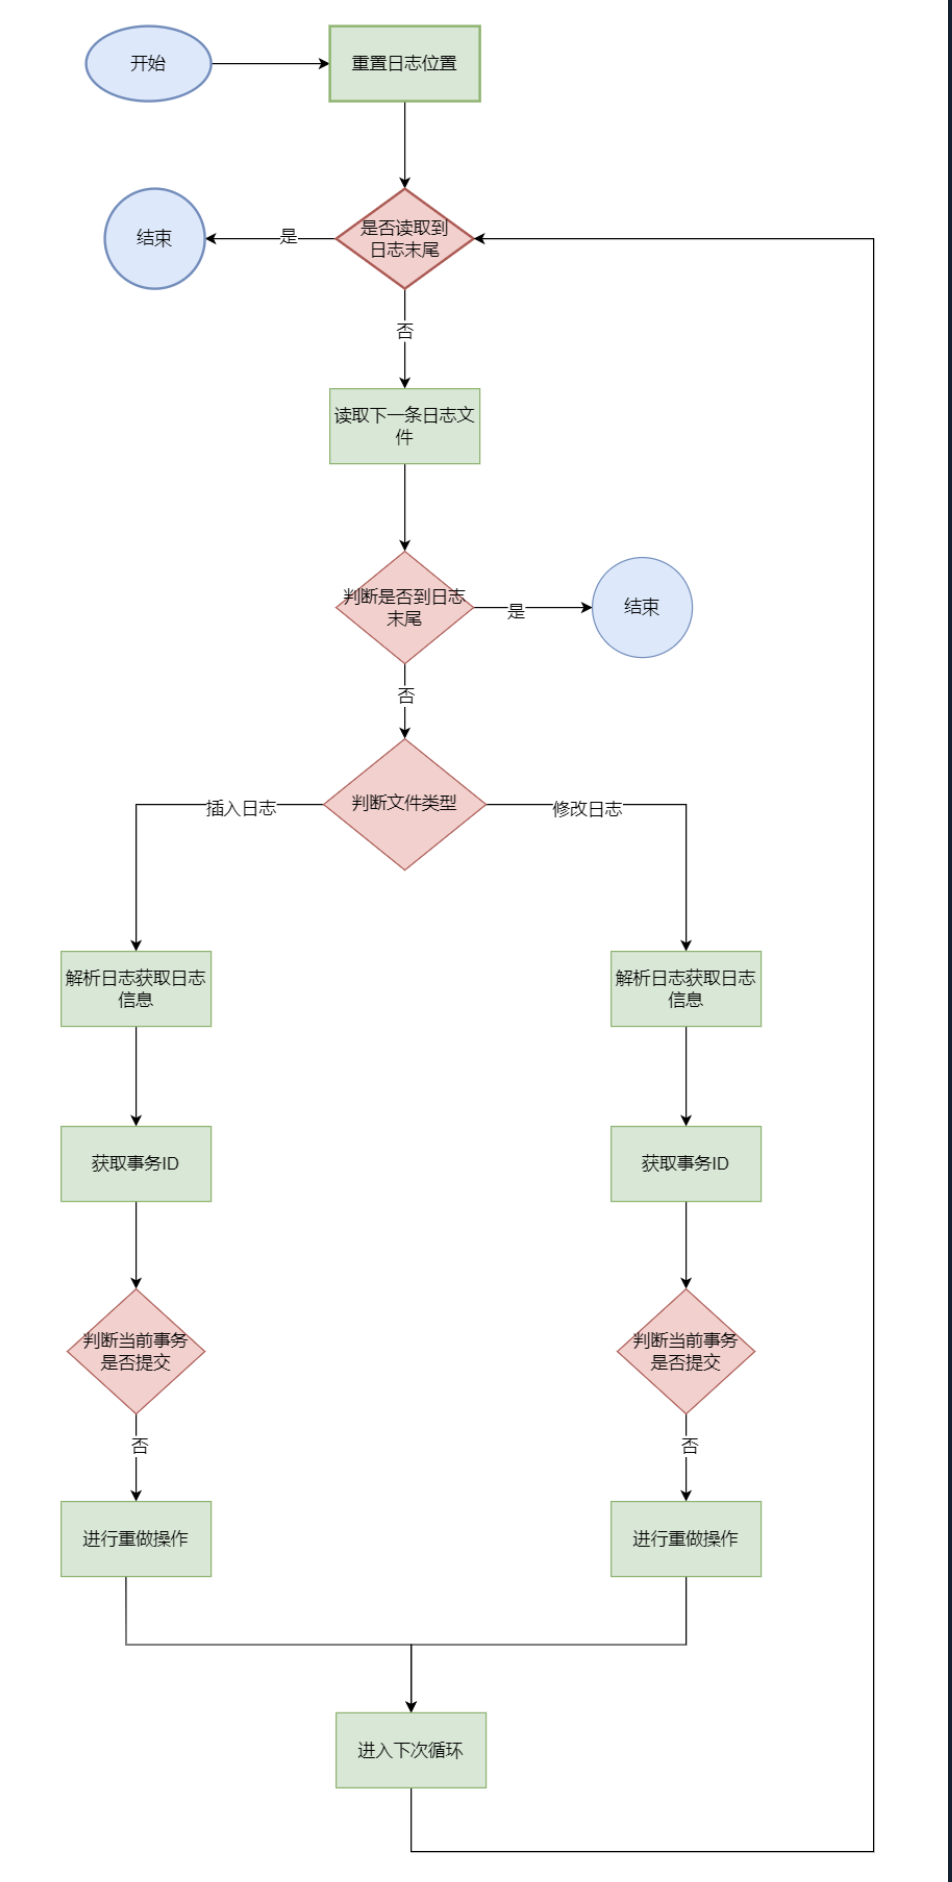 开始
重置日志位置
是否读取到
日志末尾
是
结束
否
读取下一条日志文
件
判断是否到日志
末尾
是
结束
否
判断文件类型
插入日志
修改日志
解析日志获取日志
信息
解析日志获取日志
信息
获取事务ID
获取事务ID
判断当前事务
是否提交
判断当前事务
是否提交
否
否
进行重做操作
进行重做操作
进入下次循环